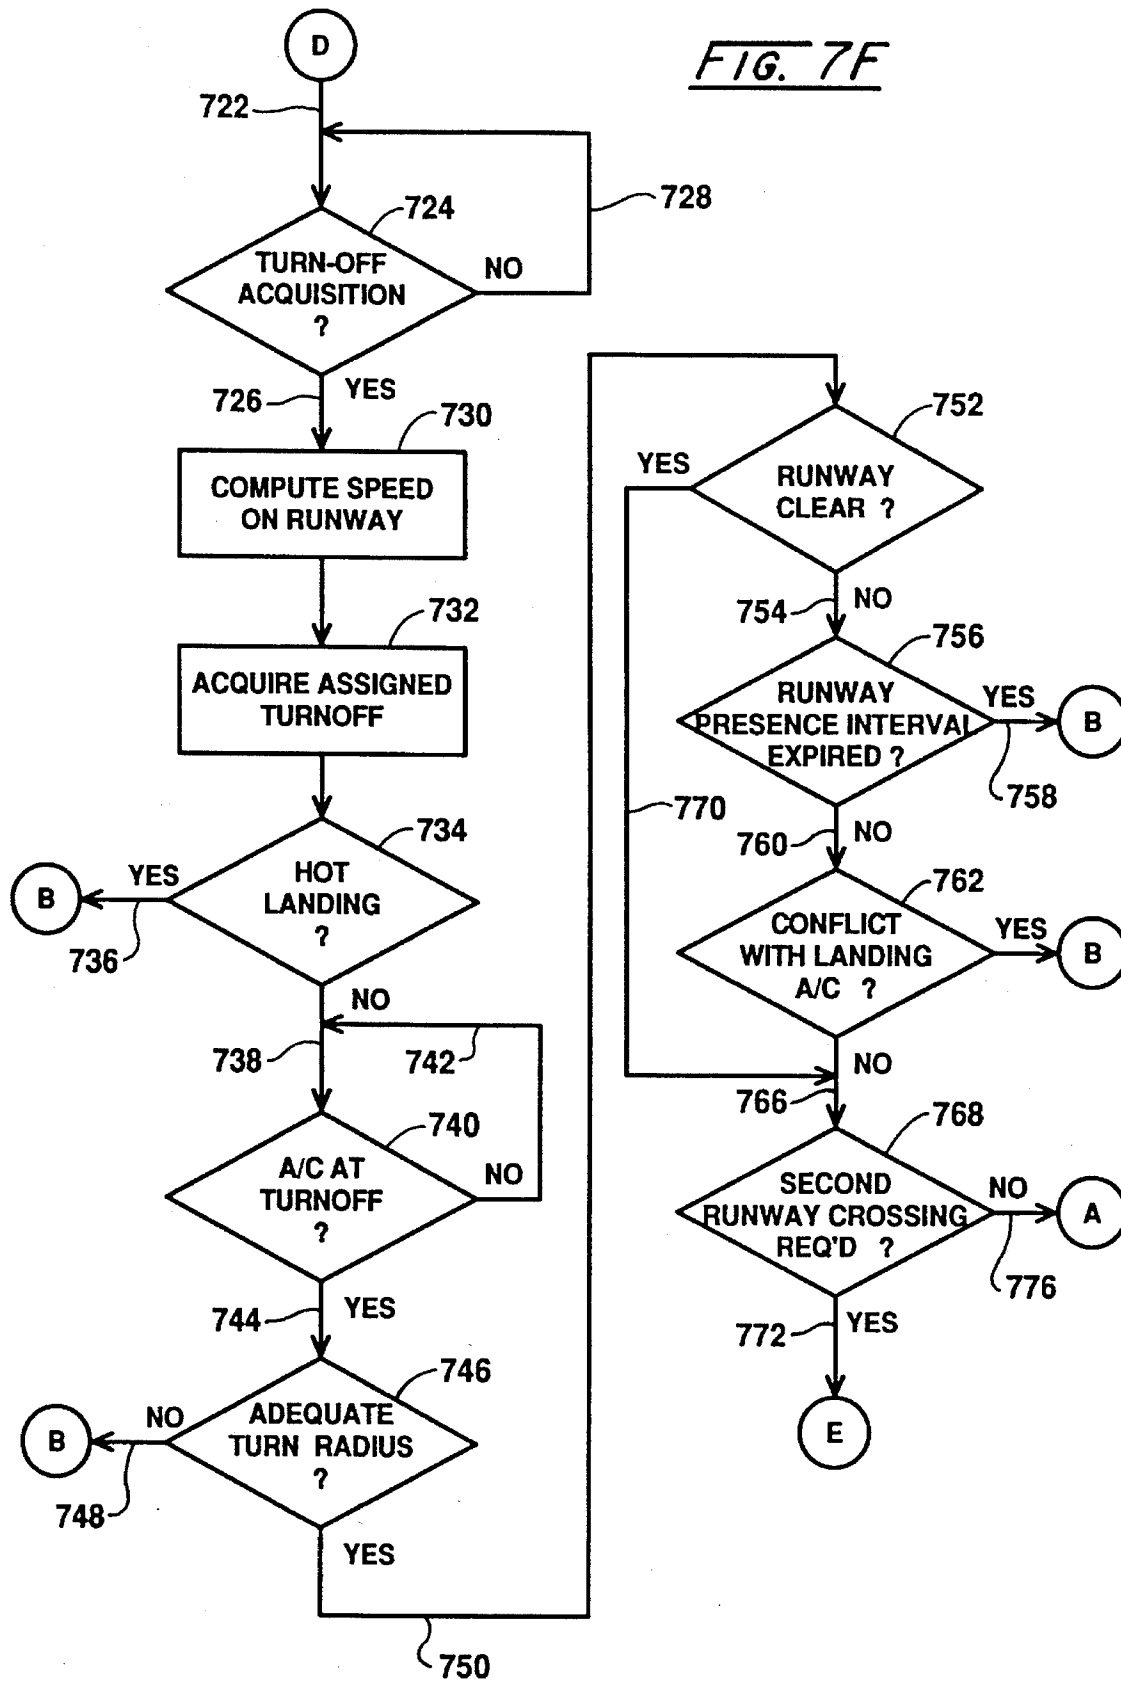 D
FIG. 7F
722
728
724
TURN-OFF
ACQUISITION
?
NO
726
YES
730
COMPUTE SPEED
ON RUNWAY
732
ACQUIRE ASSIGNED
TURNOFF
734
HOT
LANDING
?
YES
B
736
NO
738
742
740
A/C AT
TURNOFF
?
NO
744
YES
746
ADEQUATE
TURN RADIUS
?
NO
B
748
YES
750
752
RUNWAY
CLEAR ?
YES
754
NO
756
RUNWAY
PRESENCE INTERVAL
EXPIRED ?
YES
B
758
770
760
NO
762
CONFLICT
WITH LANDING
A/C ?
YES
B
NO
766
768
SECOND
RUNWAY CROSSING
REQ'D ?
NO
A
776
772
YES
E